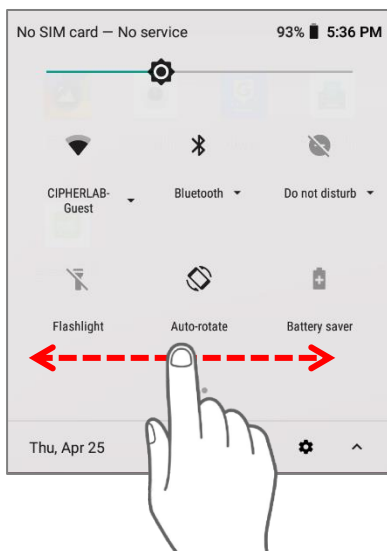 No SIM card — No service 93% 5:36 PM
CIPHERLAB- Bluetooth Do not disturb
Guest
Flashlight Auto-rotate Battery saver
Thu, Apr 25